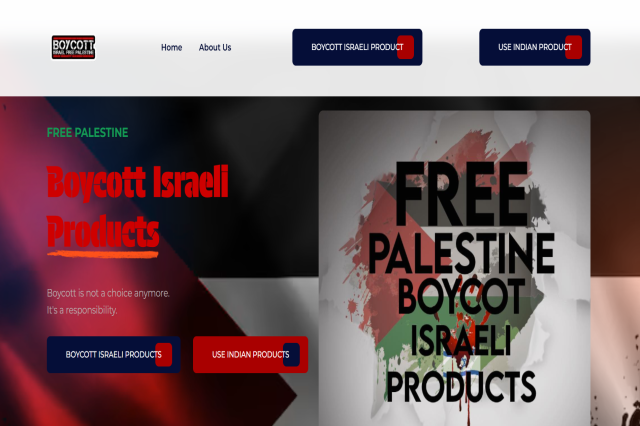 BOYCOTT
ISRAEL FREE PALESTINE
Home
About Us
BOYCOTT ISRAELI PRODUCT
USE INDIAN PRODUCT
FREE PALESTINE
Boycott Israeli
Products
Boycott is not a choice anymore.
It's a responsibility.
BOYCOTT ISRAELI PRODUCTS
USE INDIAN PRODUCTS
FREE
PALESTINE
BOYCOT
ISRAELI
PRODUCTS